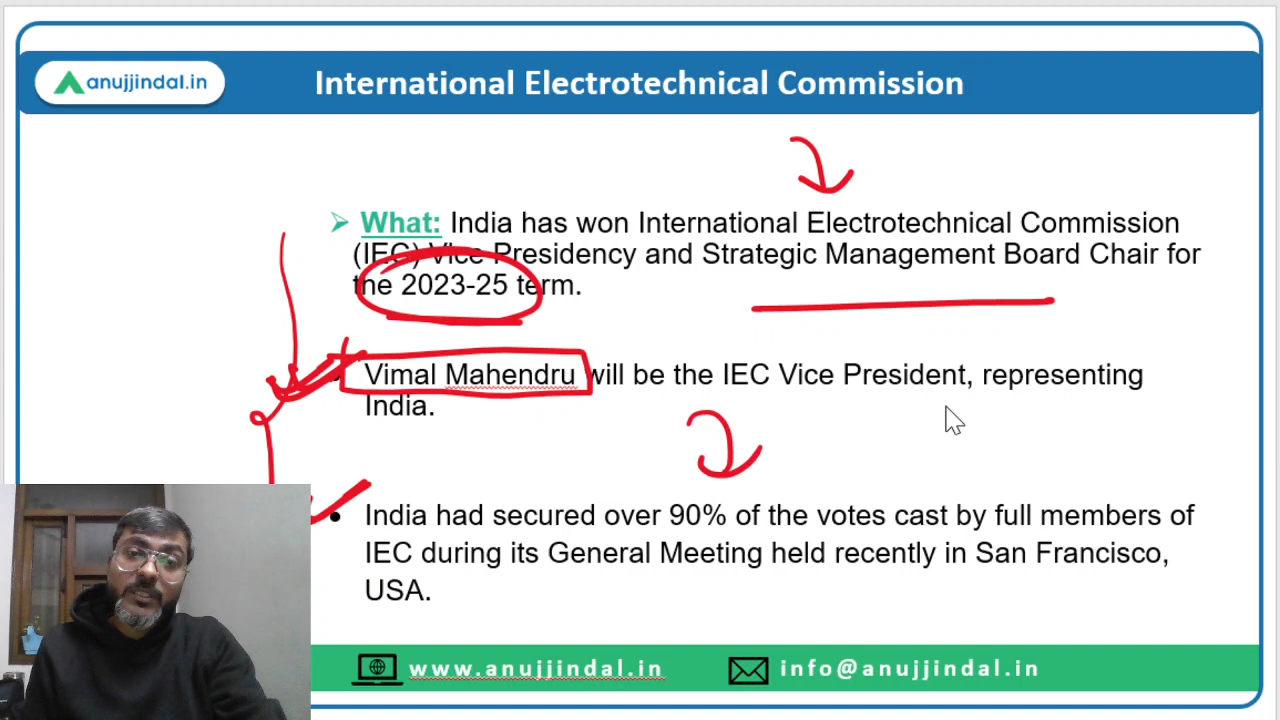 anujjindal.in
International Electrotechnical Commission
What: India has won International Electrotechnical Commission
(IEC) Vice Presidency and Strategic Management Board Chair for
the 2023-25 term.
Vimal Mahendru will be the IEC Vice President, representing
India.
India had secured over 90% of the votes cast by full members of
IEC during its General Meeting held recently in San Francisco,
USA.
www.anujjindal.in
info@anujjindal.in